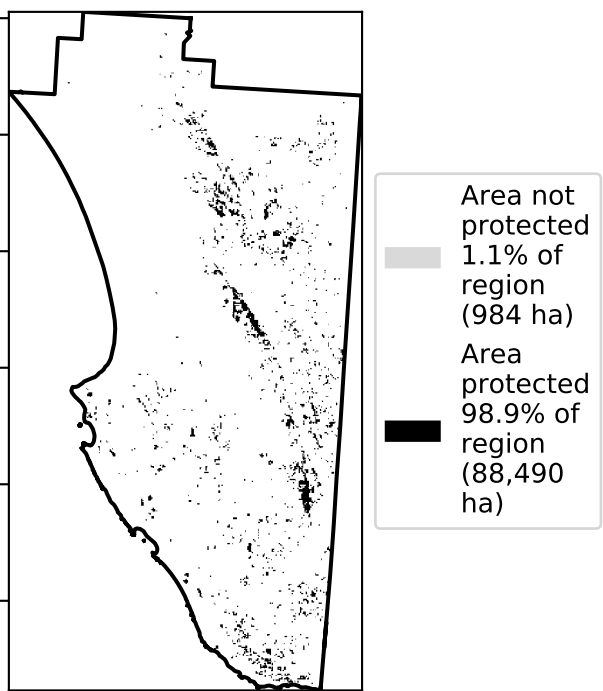 Area not
protected
1.1% of
region
(984 ha)
Area
protected
98.9% of
region
(88,490
ha)